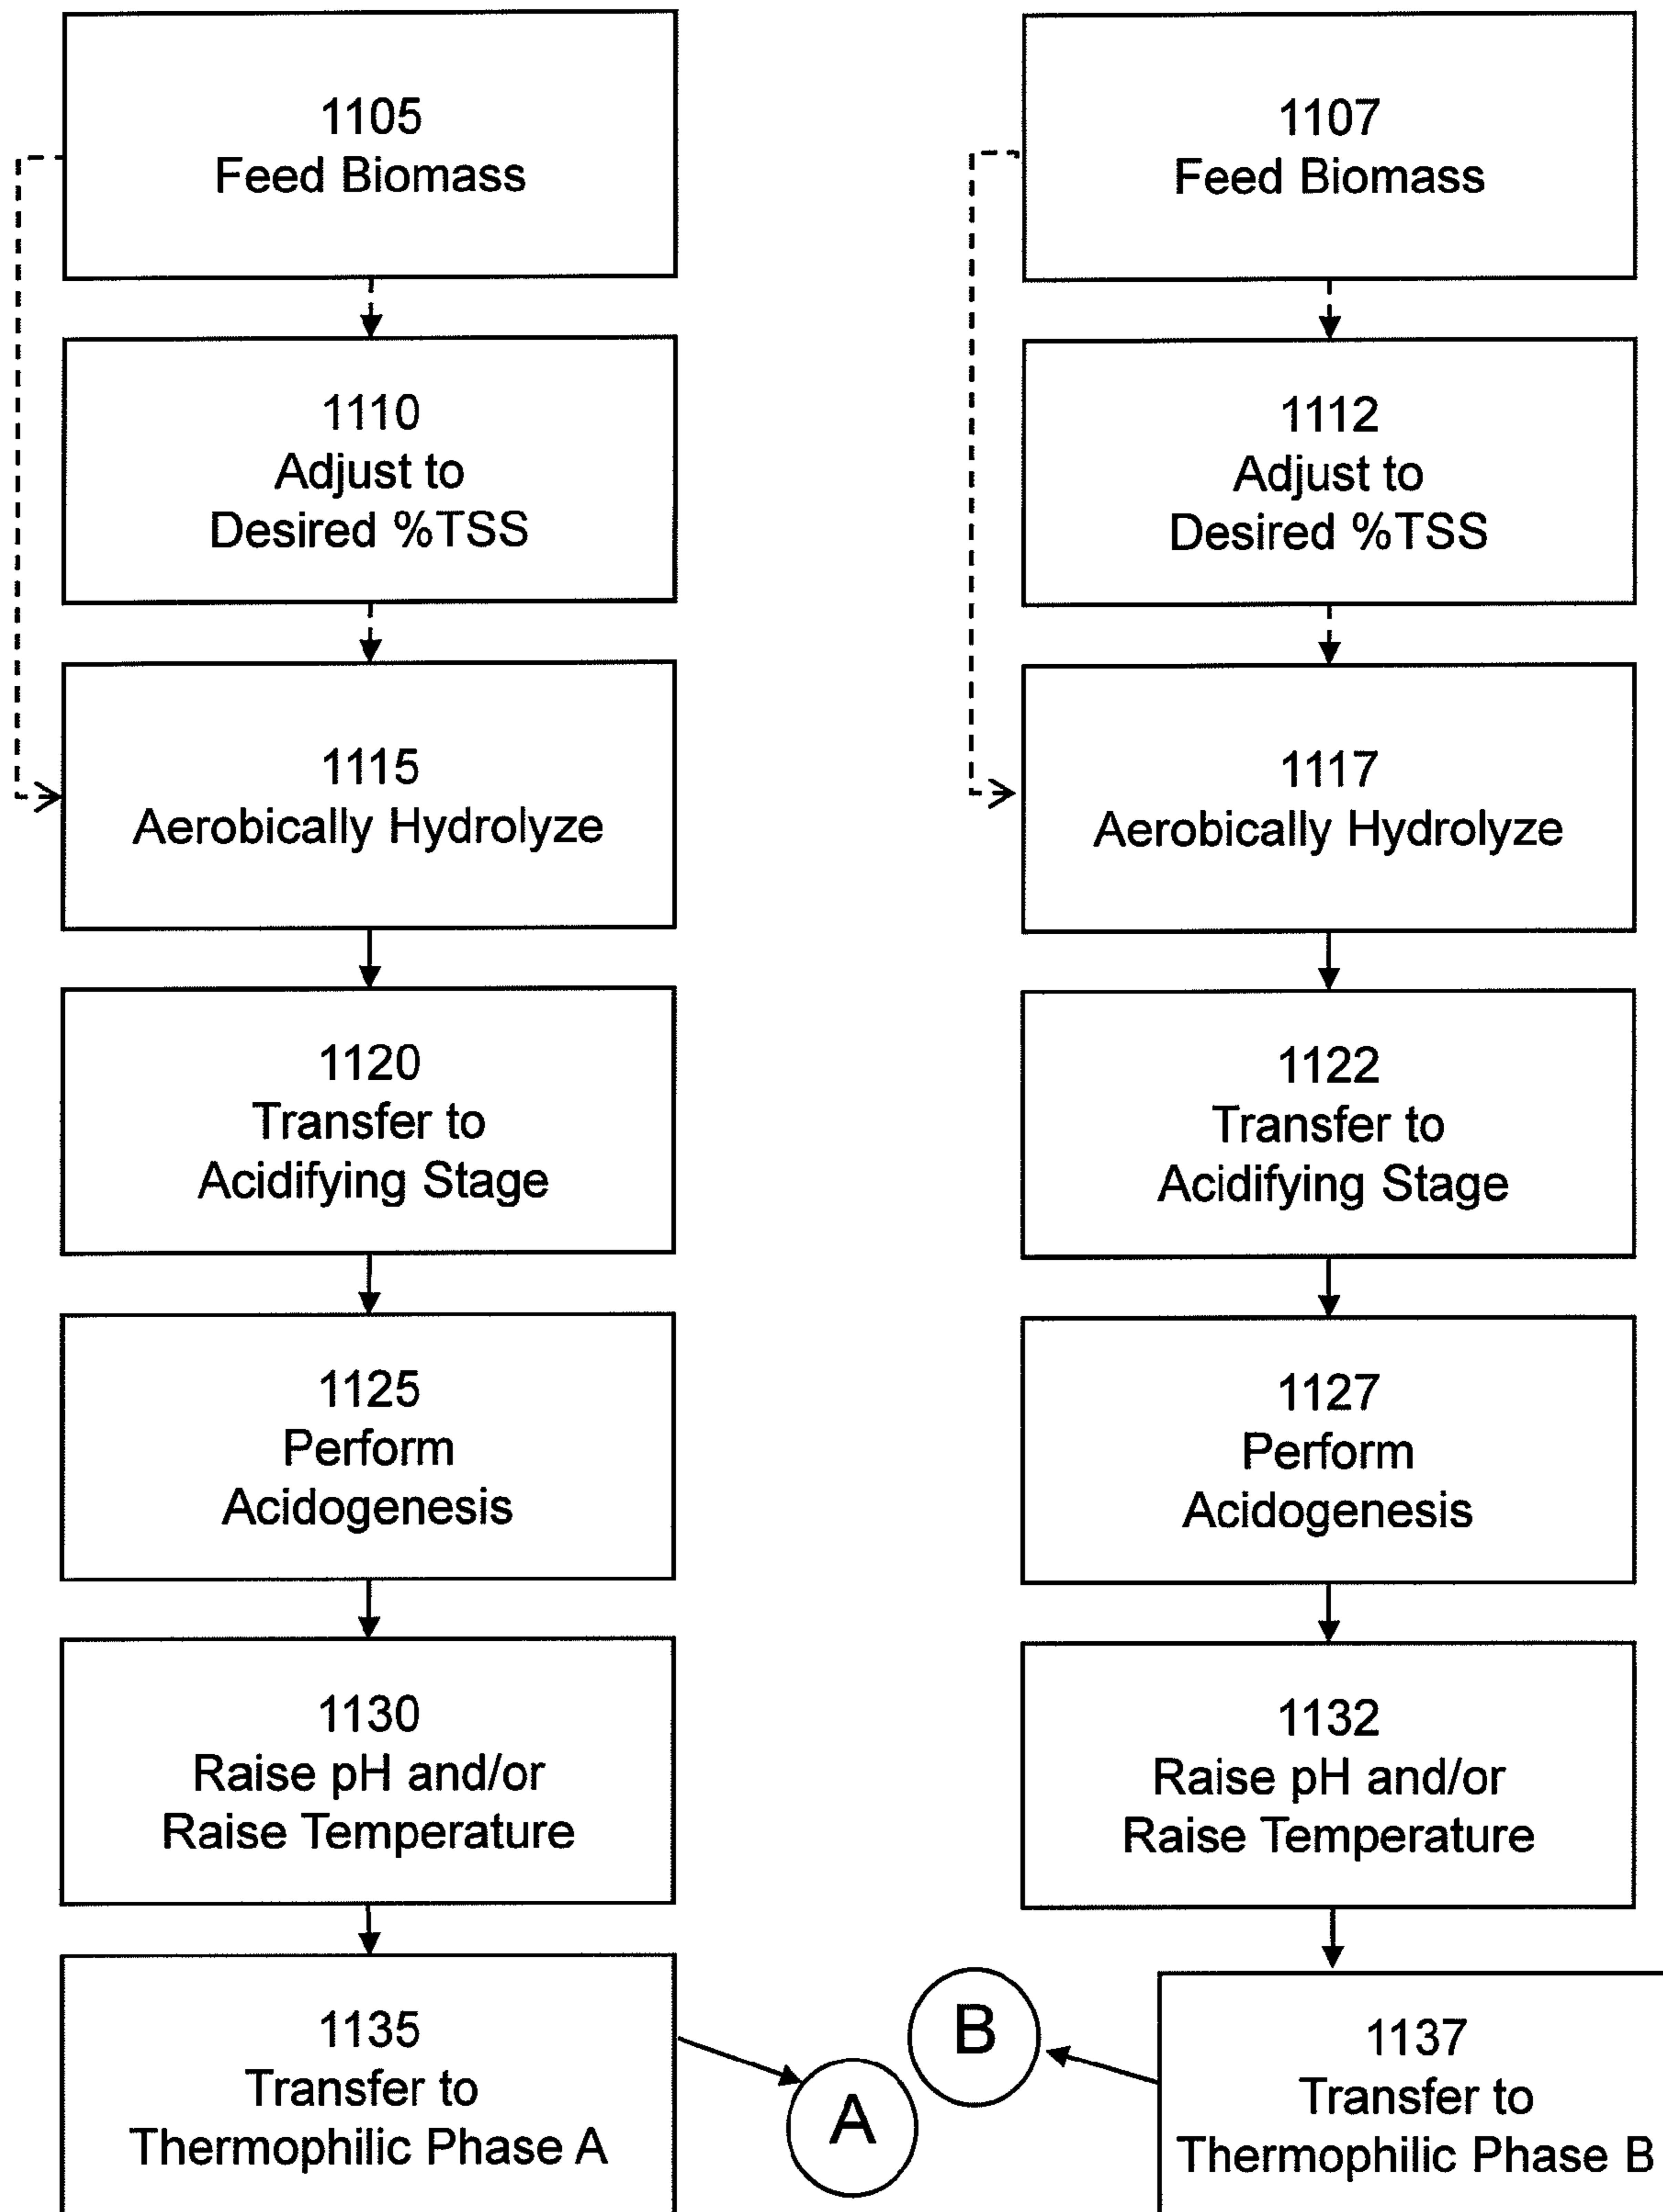 1105
Feed Biomass
1110
Adjust to
Desired %TSS
1115
Aerobically Hydrolyze
1120
Transfer to
Acidifying Stage
1125
Perform
Acidogenesis
1130
Raise pH and/or
Raise Temperature
1135
Transfer to
Thermophilic Phase A
A
1107
Feed Biomass
1112
Adjust to
Desired %TSS
1117
Aerobically Hydrolyze
1122
Transfer to
Acidifying Stage
1127
Perform
Acidogenesis
1132
Raise pH and/or
Raise Temperature
1137
Transfer to
Thermophilic Phase B
B